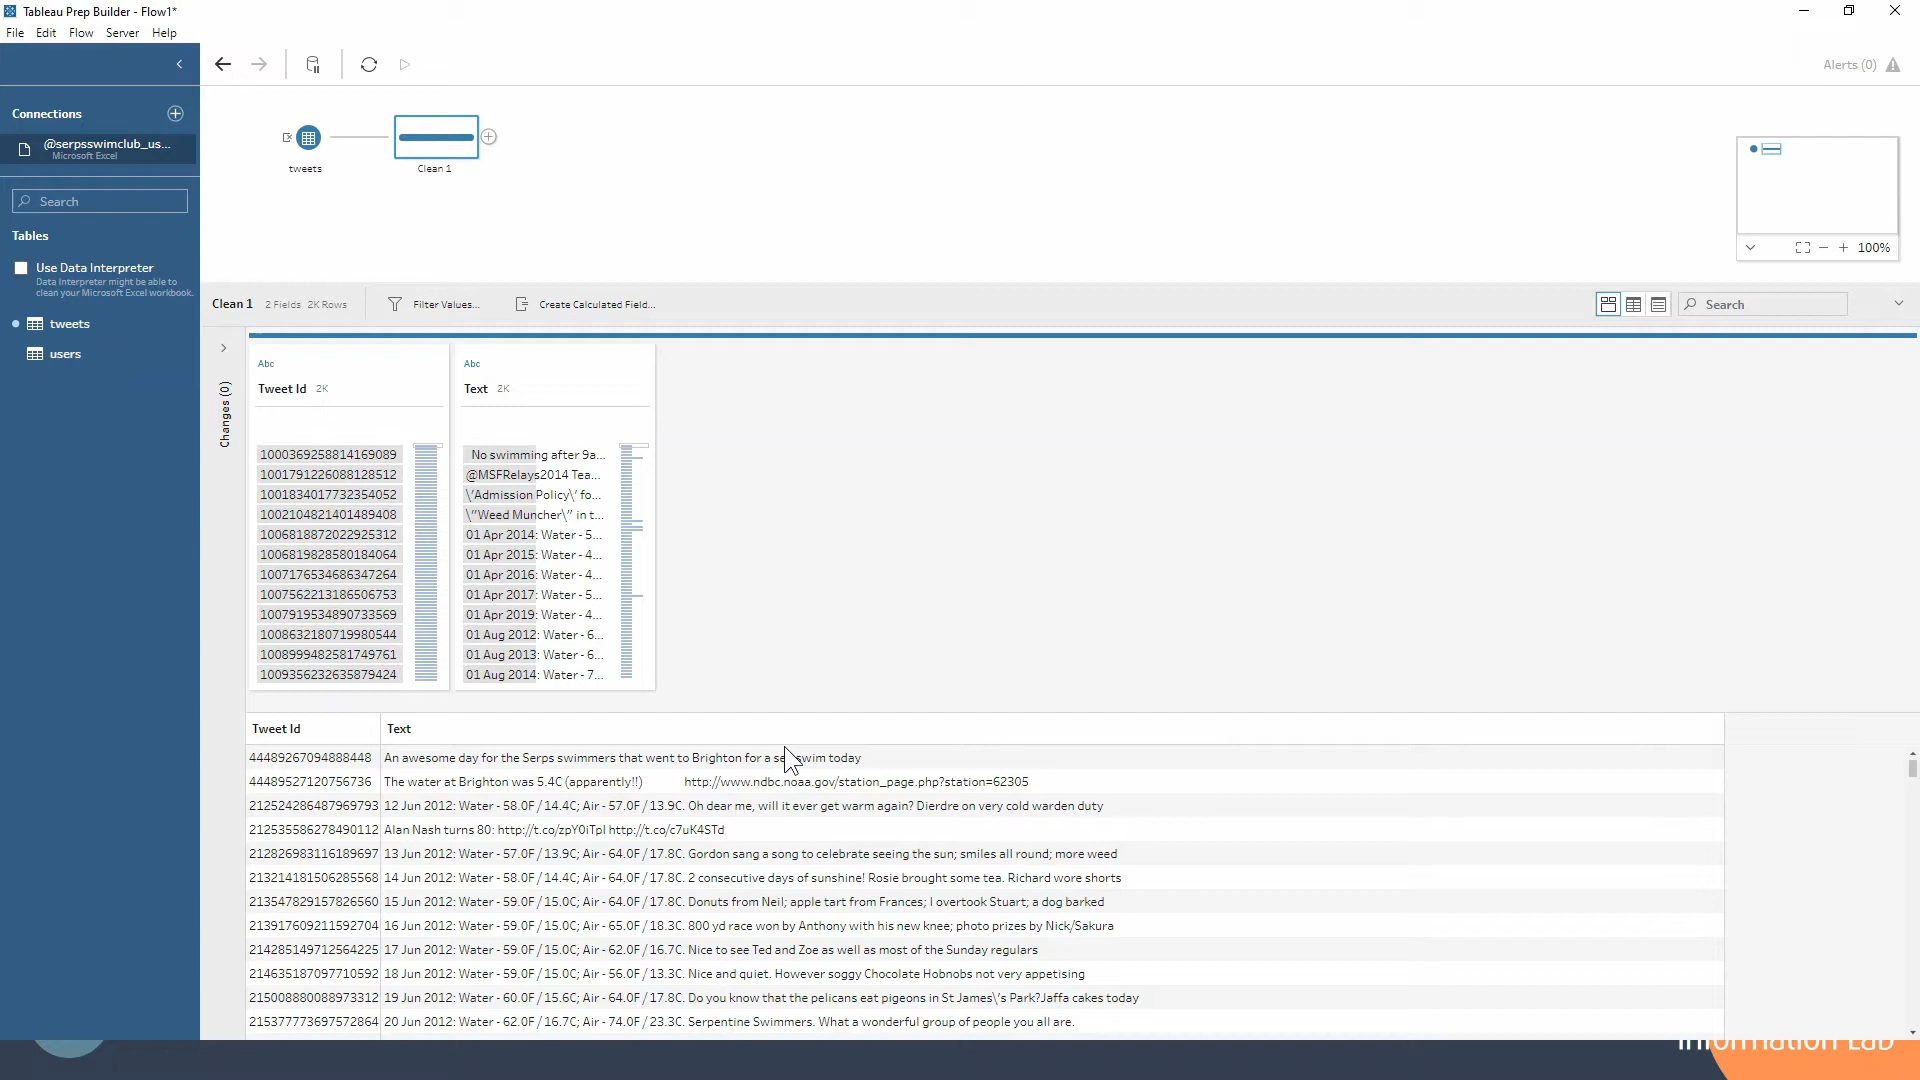 Tableau Prep Builder - Flow1*
File Edit Flow Server Help
Alerts (0)
Connections
@serpsswimclub_us...
Microsoft Excel
tweets
Clean 1
100%
Search
Tables
Use Data Interpreter
Data Interpreter might be able to
clean your Microsoft Excel workbook.
tweets
users
Clean 1 2 Fields 2K Rows Filter Values... Create Calculated Field... Search
Changes (0)
Abc
Tweet Id 2K
1000369258814169089
1001791226088128512
1001834017732354052
1002104821401489408
1006818872022925312
1006819828580184064
1007176534686347264
1007562213186506753
1007919534890733569
1008632180719980544
1008999482581749761
1009356232635879424
Abc
Text 2K
No swimming after 9a...
@MSFRelays2014 Tea...
\'Admission Policy\' fo...
\"Weed Muncher\" in t...
01 Apr 2014: Water - 5...
01 Apr 2015: Water - 4...
01 Apr 2016: Water - 4...
01 Apr 2017: Water - 5...
01 Apr 2019: Water - 4...
01 Aug 2012: Water - 6...
01 Aug 2013: Water - 6...
01 Aug 2014: Water - 7...
Tweet Id Text
44489267094888448 An awesome day for the Serps swimmers that went to Brighton for a swim today
44489527120756736 The water at Brighton was 5.4C (apparently!!) http://www.ndbc.noaa.gov/station_page.php?station=62305
212524286487969793 12 Jun 2012: Water - 58.0F / 14.4C; Air - 57.0F / 13.9C. Oh dear me, will it ever get warm again? Dierdre on very cold warden duty
212535586278490112 Alan Nash turns 80: http://t.co/zpY0iTpI http://t.co/c7uK4STd
212826983116189697 13 Jun 2012: Water - 57.0F / 13.9C; Air - 64.0F / 17.8C. Gordon sang a song to celebrate seeing the sun; smiles all round; more weed
213214181506285568 14 Jun 2012: Water - 58.0F / 14.4C; Air - 64.0F / 17.8C. 2 consecutive days of sunshine! Rosie brought some tea. Richard wore shorts
213547829157826560 15 Jun 2012: Water - 59.0F / 15.0C; Air - 64.0F / 17.8C. Donuts from Neil; apple tart from Frances; I overtook Stuart; a dog barked
213917609211592704 16 Jun 2012: Water - 59.0F / 15.0C; Air - 65.0F / 18.3C. 800 yd race won by Anthony with his new knee; photo prizes by Nick/Sakura
214285149712564225 17 Jun 2012: Water - 59.0F / 15.0C; Air - 62.0F / 16.7C. Nice to see Ted and Zoe as well as most of the Sunday regulars
214635187097710592 18 Jun 2012: Water - 59.0F / 15.0C; Air - 56.0F / 13.3C. Nice and quiet. However soggy Chocolate Hobnobs not very appetising
215008880088973312 19 Jun 2012: Water - 60.0F / 15.6C; Air - 64.0F / 17.8C. Do you know that the pelicans eat pigeons in St James\'s Park?Jaffa cakes today
215377773697572864 20 Jun 2012: Water - 62.0F / 16.7C; Air - 74.0F / 23.3C. Serpentine Swimmers. What a wonderful group of people you all are.
Information Lab